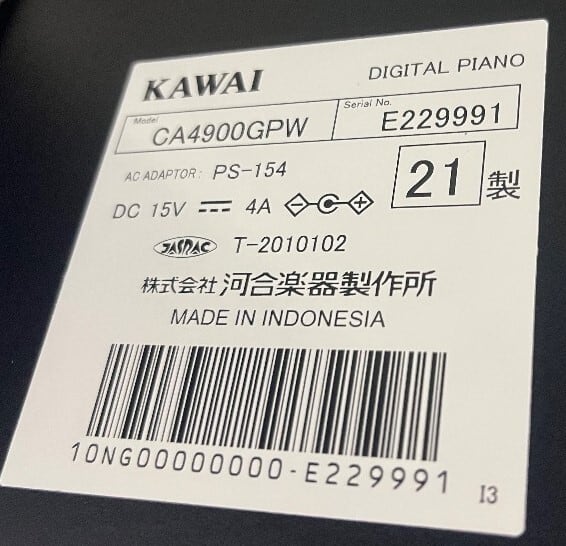 KAWAI DIGITAL PIANO
Model CA4900GPW Serial No. E229991
AC ADAPTOR: PS-154
21 製
DC 15V 4A
JASRAC T-2010102
株式会社 河合楽器製作所
MADE IN INDONESIA
10NG00000000-E229991
I3